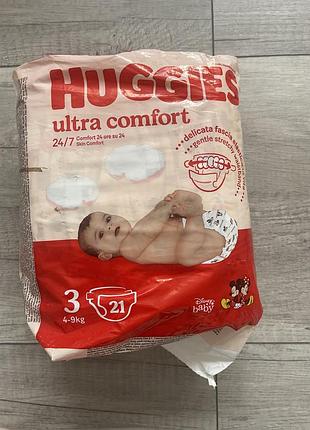 HUGGIES
ultra comfort
24/7 Comfort 24 ore su 24
Skin Comfort
delicata fascia
gentle stretchy
3
4-9kg
21
Disney
baby